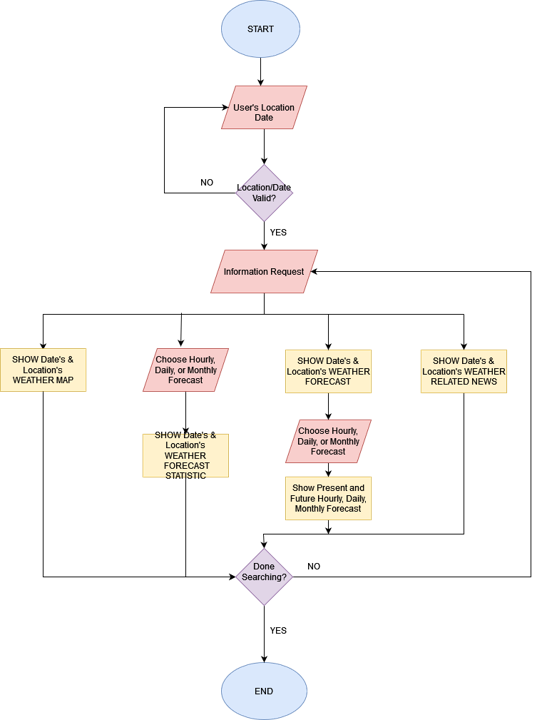 START
User's Location
Date
Location/Date
Valid?
NO
YES
Information Request
SHOW Date's &
Location's
WEATHER MAP
Choose Hourly,
Daily, or Monthly
Forecast
SHOW Date's &
Location's WEATHER
FORECAST
SHOW Date's &
Location's WEATHER
RELATED NEWS
SHOW Date's &
Location's
WEATHER
FORECAST
STATISTIC
Choose Hourly,
Daily, or Monthly
Forecast
Show Present and
Future Hourly, Daily,
Monthly Forecast
Done
Searching?
NO
YES
END